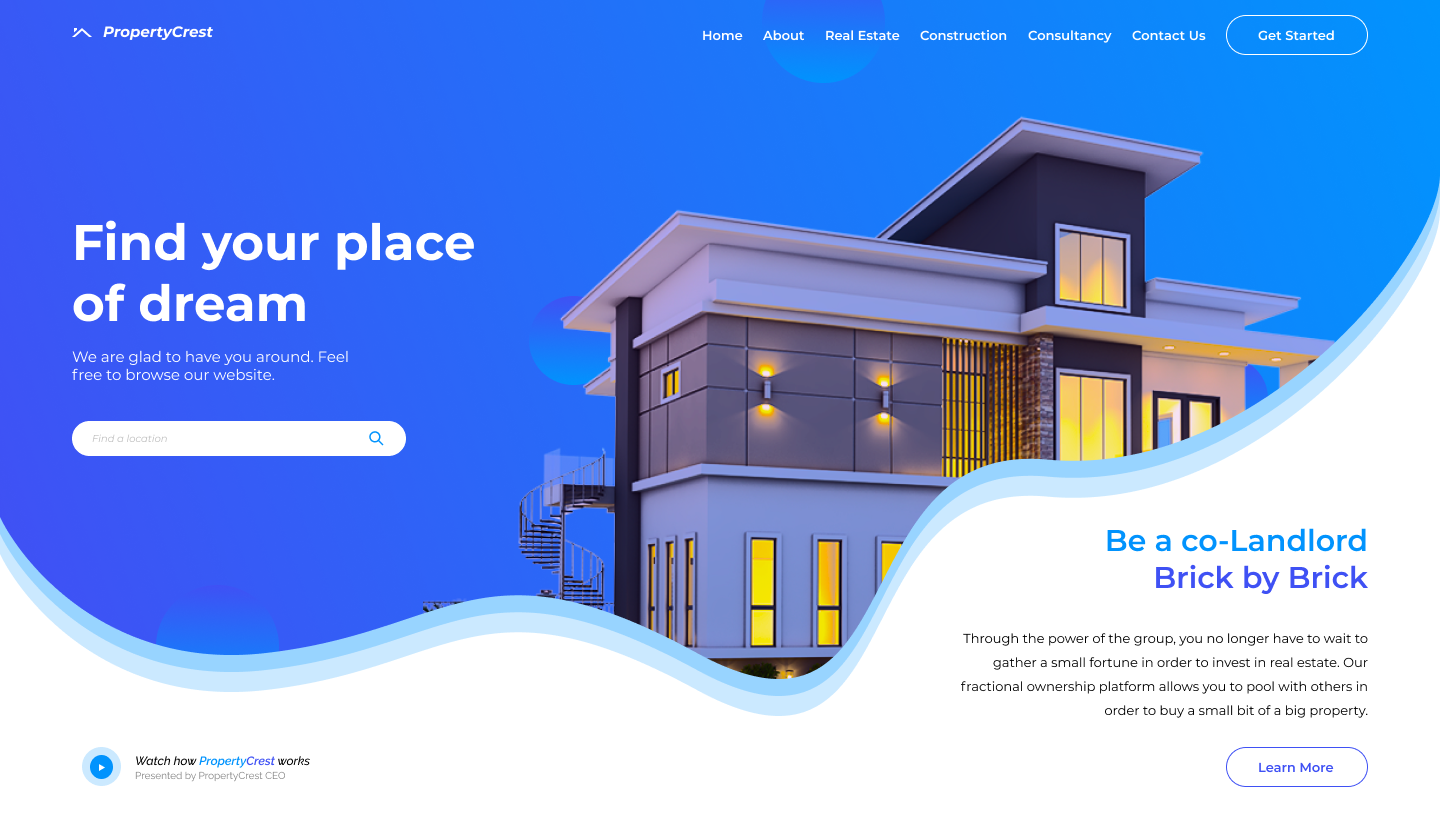 PropertyCrest
Home About Real Estate Construction Consultancy Contact Us Get Started
Find your place
of dream
We are glad to have you around. Feel
free to browse our website.
Find a location
Be a co-Landlord
Brick by Brick
Through the power of the group, you no longer have to wait to
gather a small fortune in order to invest in real estate. Our
fractional ownership platform allows you to pool with others in
order to buy a small bit of a big property.
Watch how PropertyCrest works
Presented by PropertyCrest CEO
Learn More